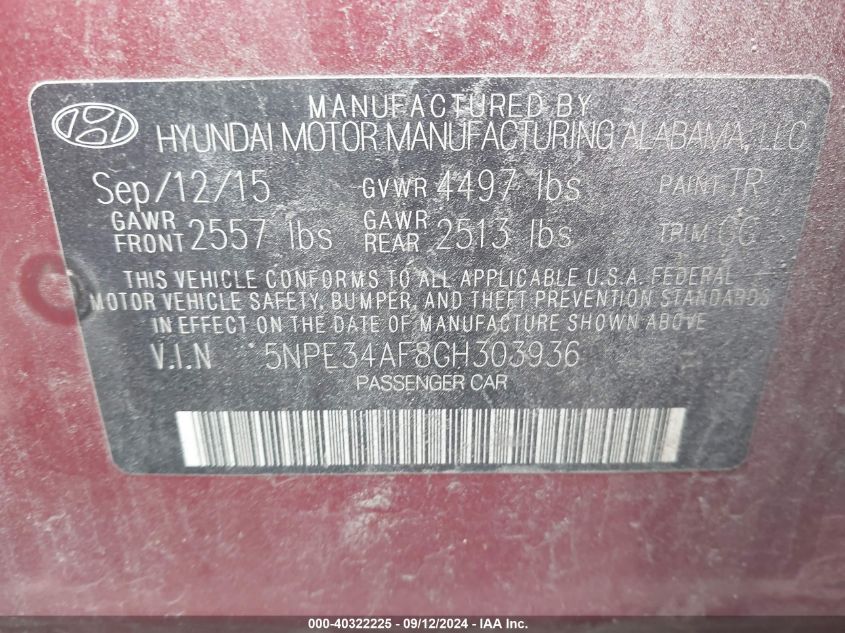 MANUFACTURED BY
HYUNDAI MOTOR MANUFACTURING ALABAMA, LLC
Sep/12/15 GVWR 4497 lbs PAINT TR
GAWR FRONT 2557 lbs GAWR REAR 2513 lbs TRIM GG
THIS VEHICLE CONFORMS TO ALL APPLICABLE U.S.A. FEDERAL
MOTOR VEHICLE SAFETY, BUMPER, AND THEFT PREVENTION STANDARDS
IN EFFECT ON THE DATE OF MANUFACTURE SHOWN ABOVE.
V.I.N 5NPE34AF8GH303936
PASSENGER CAR
000-40322225 - 09/12/2024 - IAA Inc.